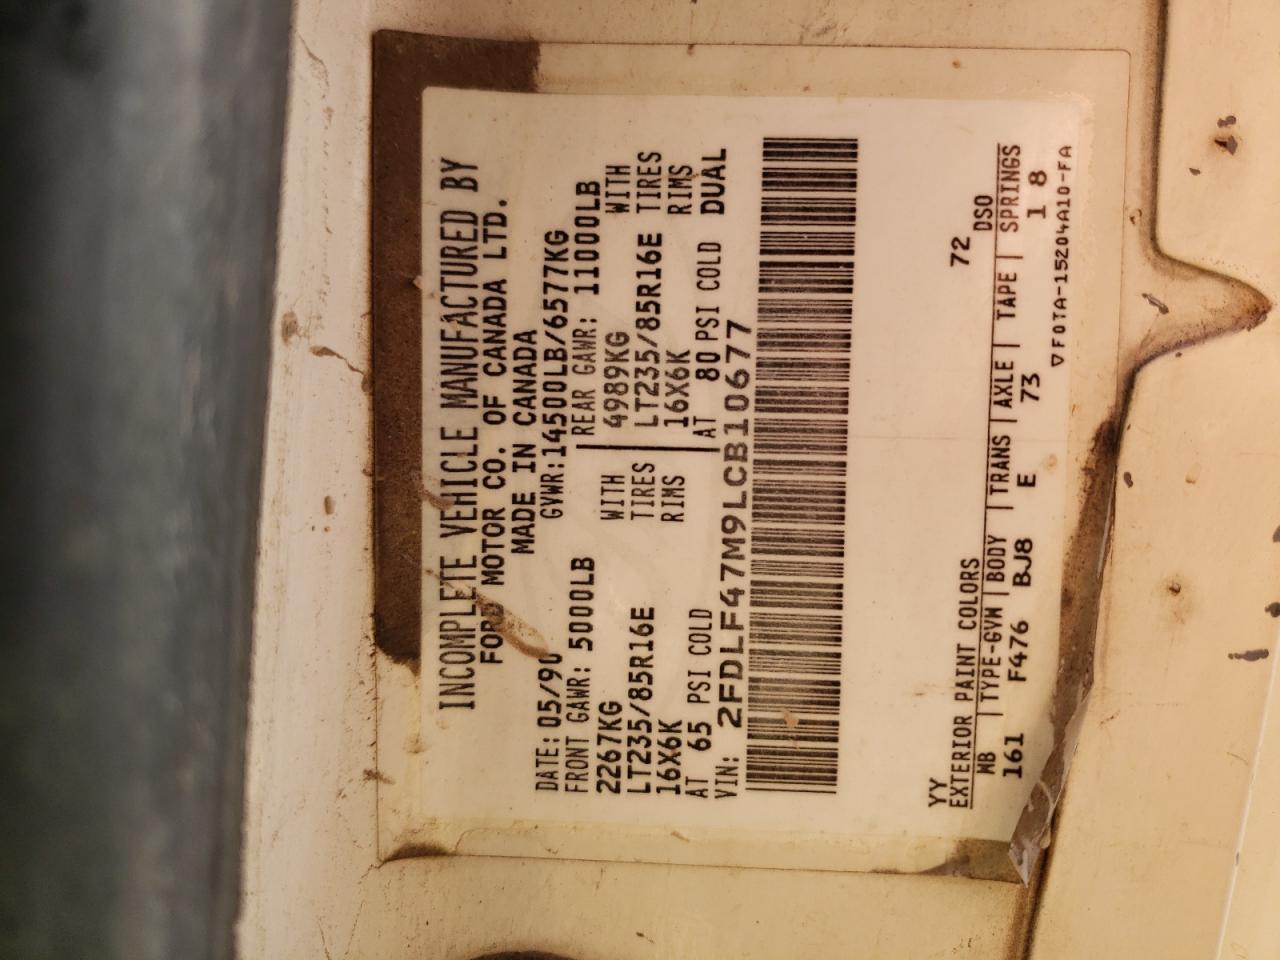 INCOMPLETE VEHICLE MANUFACTURED BY
FORD MOTOR CO. OF CANADA LTD.
MADE IN CANADA
DATE: 05/90 GVWR:14500LB/6577KG
FRONT GAWR: 5000LB REAR GAWR: 11000LB
2267KG WITH 4989KG WITH
LT235/85R16E TIRES LT235/85R16E TIRES
16X6K RIMS 16X6K RIMS
AT 65 PSI COLD AT 80 PSI COLD DUAL
VIN: 2FDLF47M9LCB10677
YY 72
EXTERIOR PAINT COLORS DSO
WB | TYPE-GVW | BODY | TRANS | AXLE | TAPE | SPRINGS
161 F476 BJ8 E 73 1 8
▽F0TA-15204A10-FA